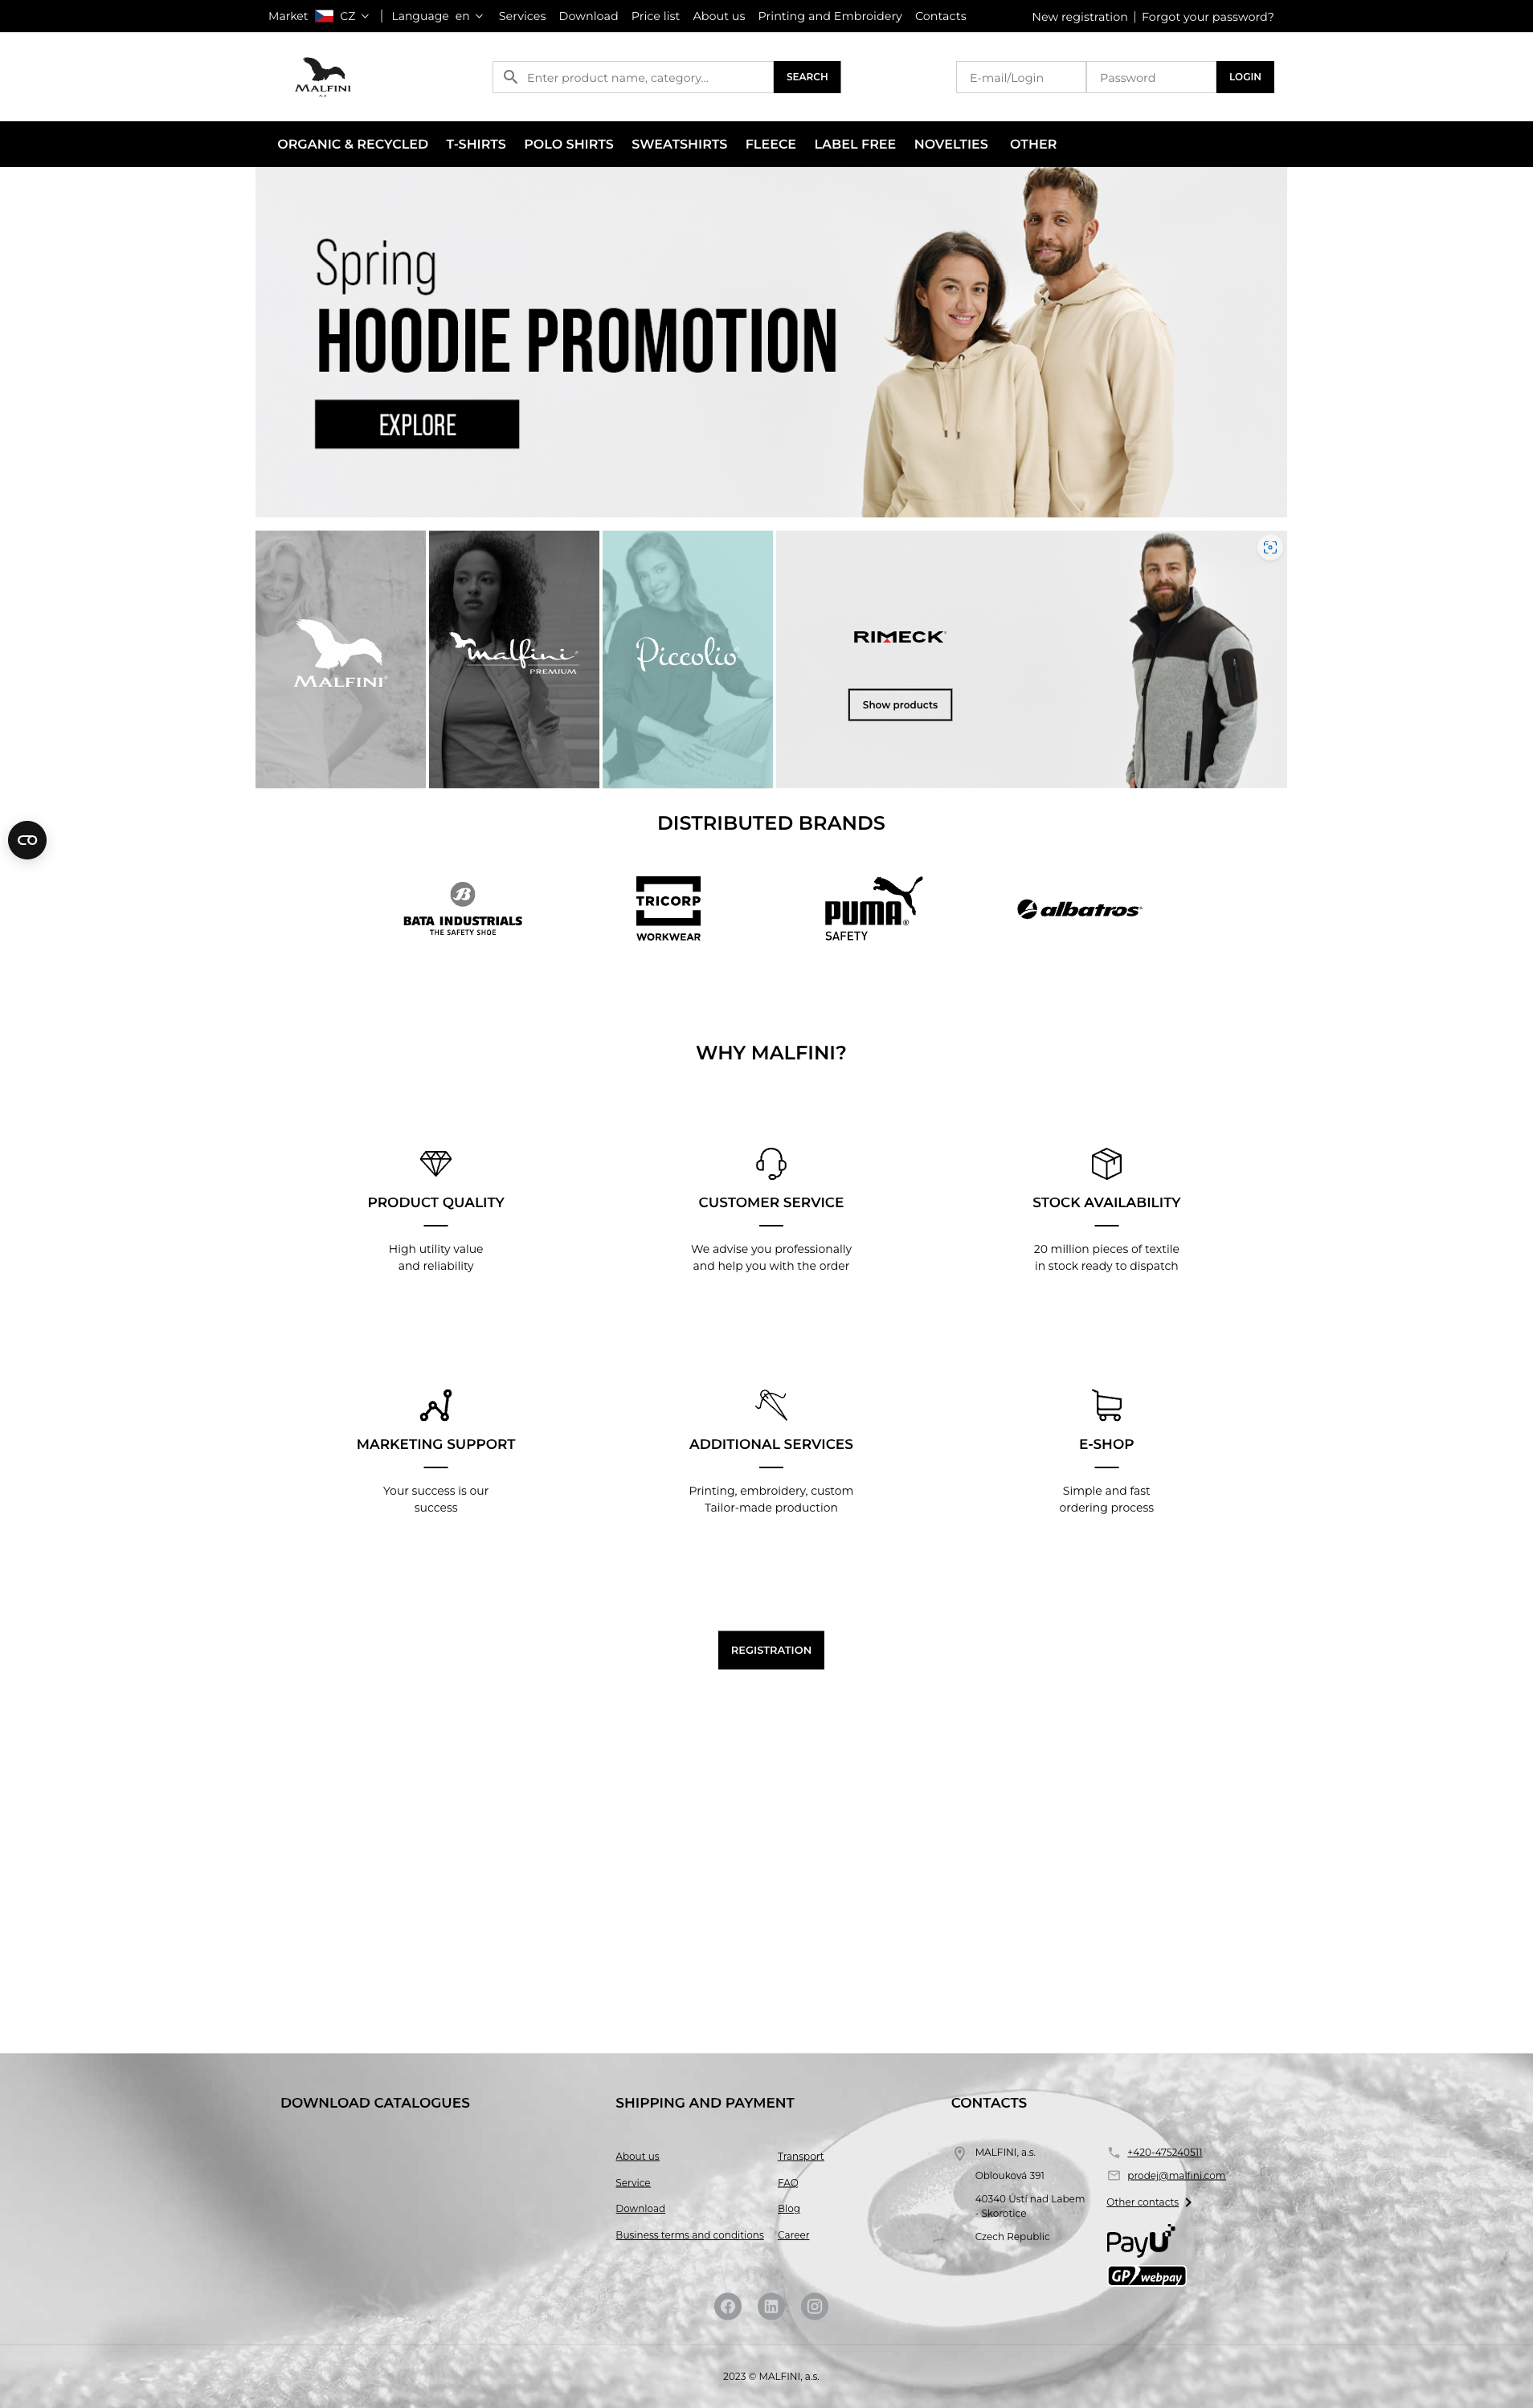 Market CZ | Language en Services Download Price list About us Printing and Embroidery Contacts New registration | Forgot your password?
MALFINI
a.s.
Enter product name, category... SEARCH E-mail/Login Password LOGIN
ORGANIC & RECYCLED T-SHIRTS POLO SHIRTS SWEATSHIRTS FLEECE LABEL FREE NOVELTIES OTHER
Spring
HOODIE PROMOTION
EXPLORE
MALFINI®
malfini®
PREMIUM
Piccolio
RIMECK®
Show products
DISTRIBUTED BRANDS
B
BATA INDUSTRIALS
THE SAFETY SHOE
TRICORP
WORKWEAR
PUMA®
SAFETY
albatros®
WHY MALFINI?
PRODUCT QUALITY
High utility value
and reliability
CUSTOMER SERVICE
We advise you professionally
and help you with the order
STOCK AVAILABILITY
20 million pieces of textile
in stock ready to dispatch
MARKETING SUPPORT
Your success is our
success
ADDITIONAL SERVICES
Printing, embroidery, custom
Tailor-made production
E-SHOP
Simple and fast
ordering process
REGISTRATION
DOWNLOAD CATALOGUES
SHIPPING AND PAYMENT
About us
Service
Download
Business terms and conditions
Transport
FAQ
Blog
Career
CONTACTS
MALFINI, a.s.
Oblouková 391
40340 Ústí nad Labem
- Skorotice
Czech Republic
+420-475240511
prodej@malfini.com
Other contacts
PayU
GP webpay
2023 © MALFINI, a.s.